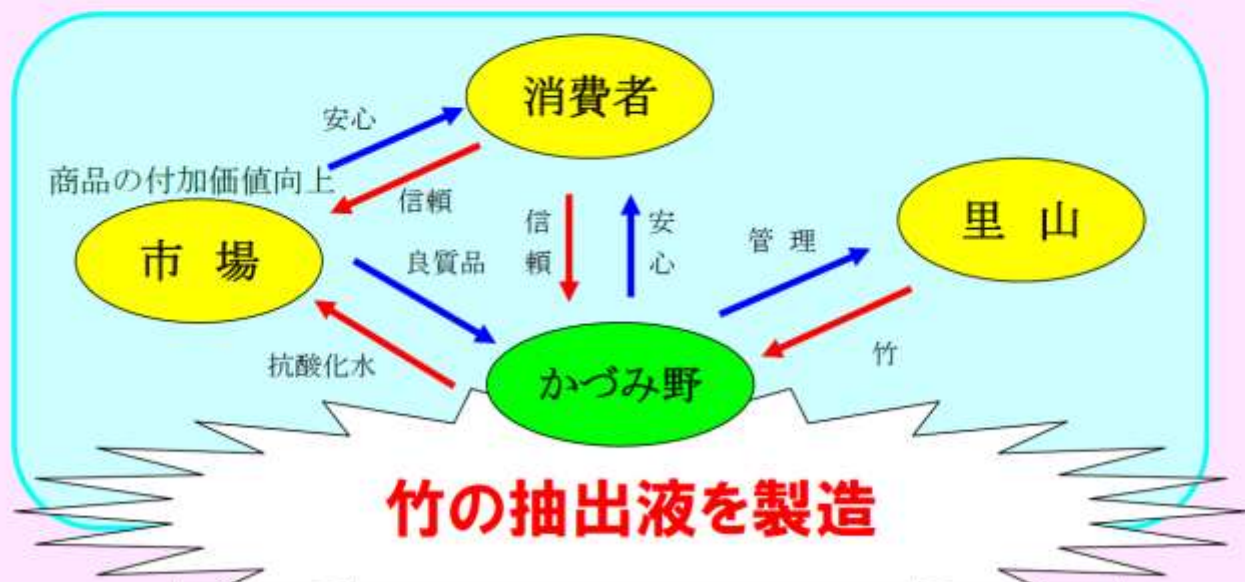 消費者
安心
商品の付加価値向上
信頼
里 山
市 場
良質品
信頼
安心
管 理
抗酸化水
竹
かづみ野
竹の抽出液を製造